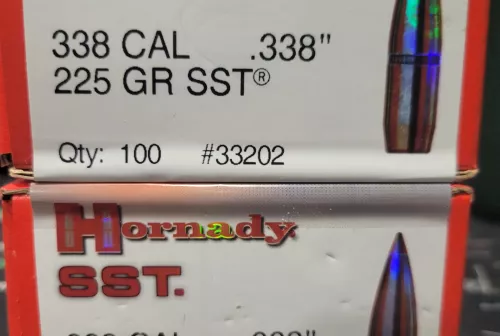 338 CAL .338"
225 GR SST®
Qty: 100 #33202
Hornady
SST.